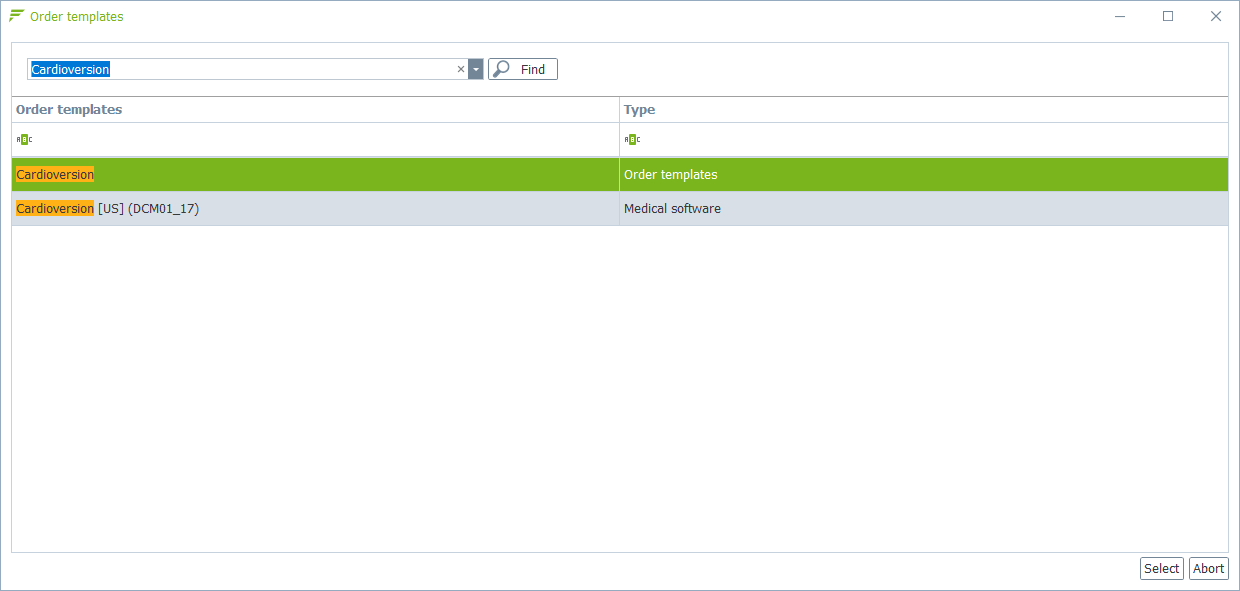 Order templates
Cardioversion
Find
Order templates Type
ABC ABC
Cardioversion Order templates
Cardioversion [US] (DCM01_17) Medical software
Select Abort